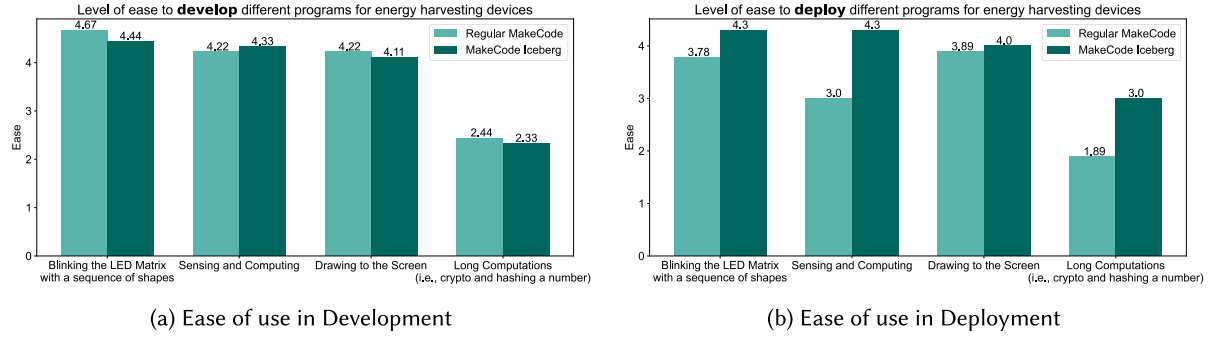 Level of ease to develop different programs for energy harvesting devices
Regular MakeCode
MakeCode Iceberg
Ease
4
3
2
1
0
4.67
4.44
4.22
4.33
4.22
4.11
2.44
2.33
Blinking the LED Matrix
with a sequence of shapes
Sensing and Computing
Drawing to the Screen
Long Computations
(i.e., crypto and hashing a number)
(a) Ease of use in Development
Level of ease to deploy different programs for energy harvesting devices
Regular MakeCode
MakeCode Iceberg
Ease
4
3
2
1
0
3.78
4.3
3.0
4.3
3.89
4.0
1.89
3.0
Blinking the LED Matrix
with a sequence of shapes
Sensing and Computing
Drawing to the Screen
Long Computations
(i.e., crypto and hashing a number)
(b) Ease of use in Deployment